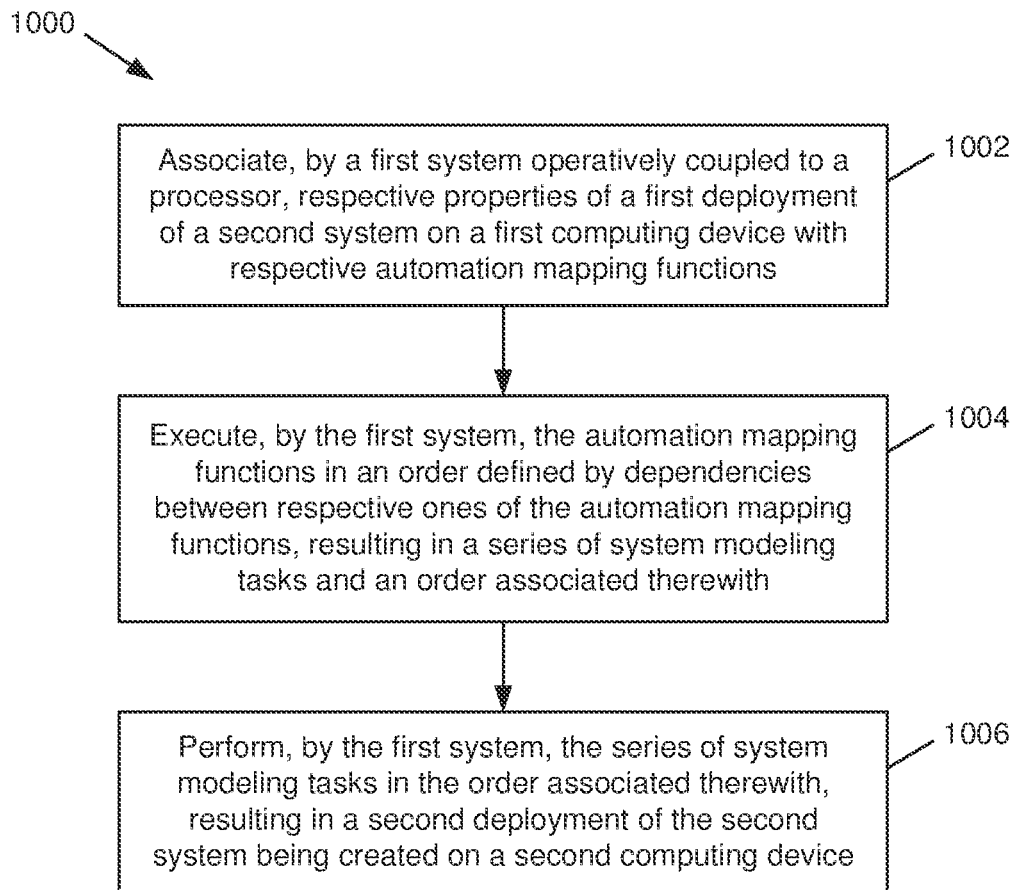 1000
Associate, by a first system operatively coupled to a
processor, respective properties of a first deployment
of a second system on a first computing device with
respective automation mapping functions
1002
Execute, by the first system, the automation mapping
functions in an order defined by dependencies
between respective ones of the automation mapping
functions, resulting in a series of system modeling
tasks and an order associated therewith
1004
Perform, by the first system, the series of system
modeling tasks in the order associated therewith,
resulting in a second deployment of the second
system being created on a second computing device
1006